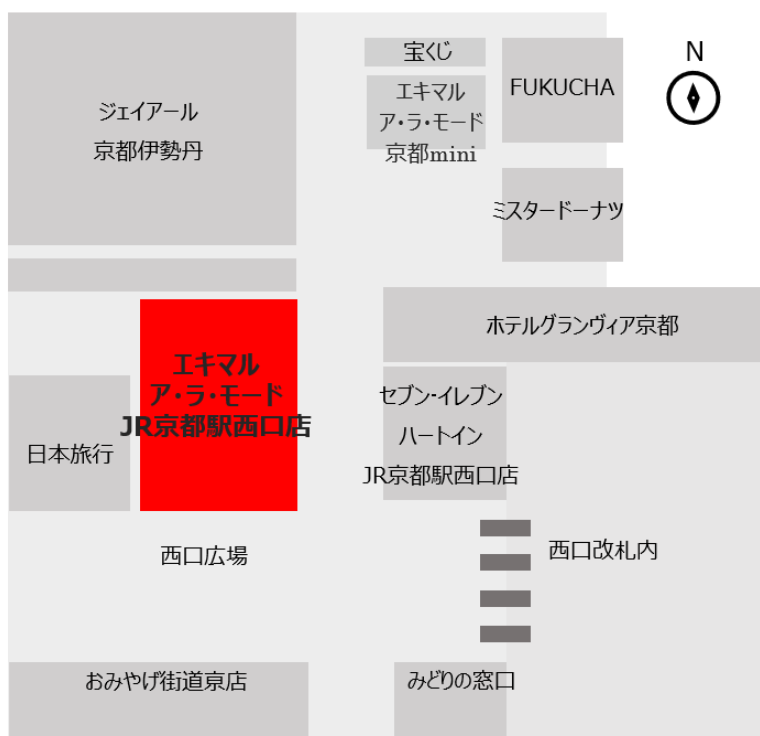 宝くじ
N
ジェイアール
京都伊勢丹
エキマル
ア・ラ・モード
京都mini
FUKUCHA
ミスタードーナツ
ホテルグランヴィア京都
エキマル
ア・ラ・モード
JR京都駅西口店
日本旅行
セブン-イレブン
ハートイン
JR京都駅西口店
西口広場
西口改札内
おみやげ街道京店
みどりの窓口